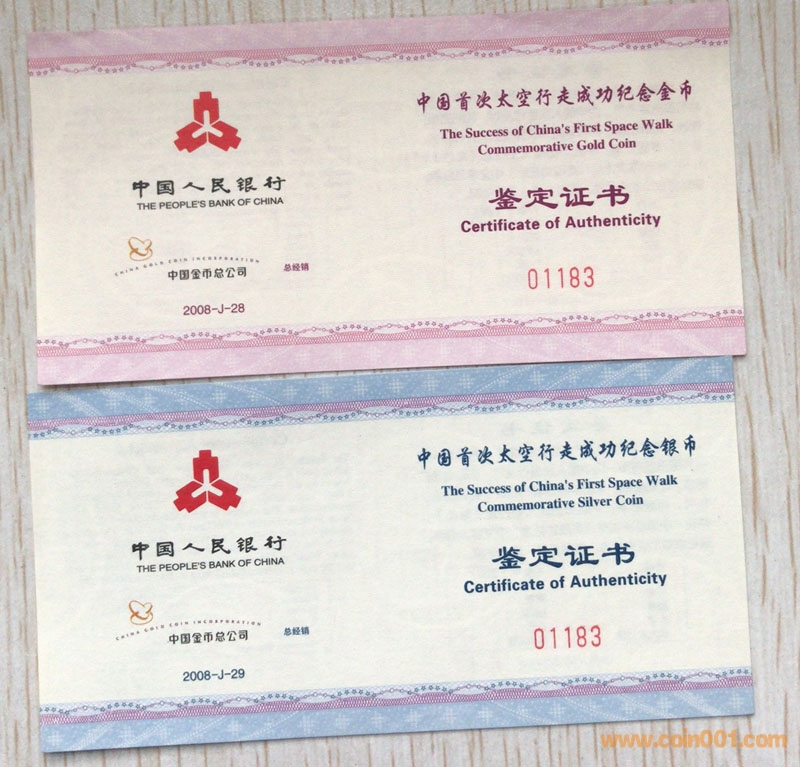 中国首次太空行走成功纪念金币
The Success of China's First Space Walk
Commemorative Gold Coin
中国人民银行
THE PEOPLE'S BANK OF CHINA
鉴定证书
Certificate of Authenticity
CHINA GOLD COIN INCORPORATION
中国金币总公司 总经销
01183
2008-J-28
中国首次太空行走成功纪念银币
The Success of China's First Space Walk
Commemorative Silver Coin
中国人民银行
THE PEOPLE'S BANK OF CHINA
鉴定证书
Certificate of Authenticity
CHINA GOLD COIN INCORPORATION
中国金币总公司 总经销
01183
2008-J-29
www.coin001.com